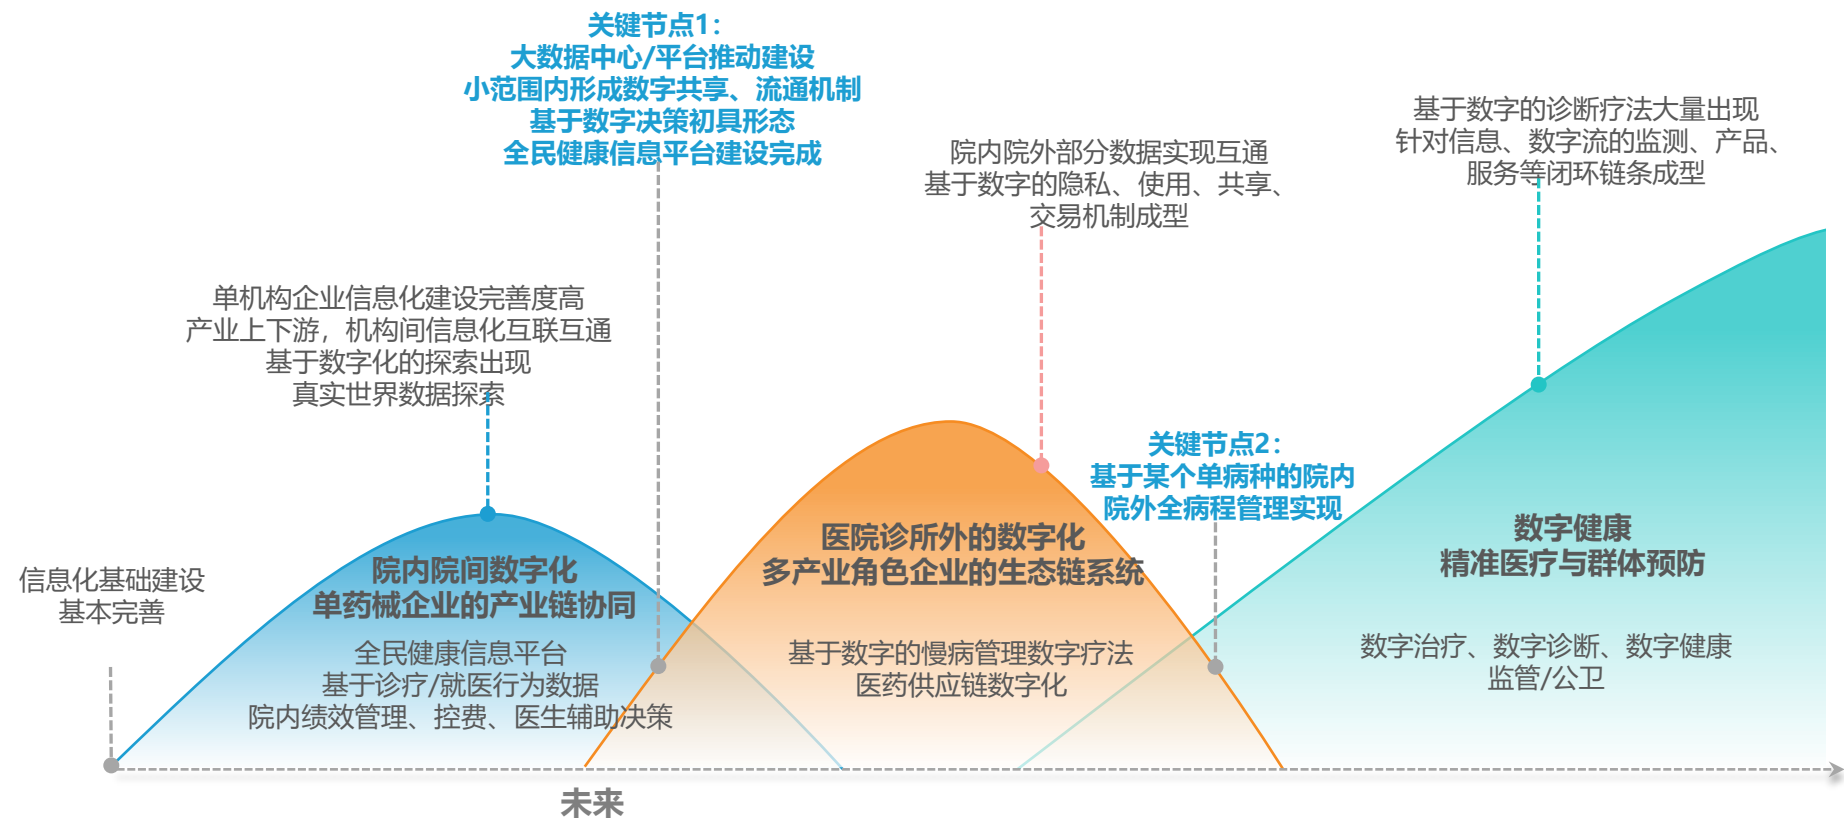 关键节点1：
大数据中心/平台推动建设
小范围内形成数字共享、流通机制
基于数字决策初具形态
全民健康信息平台建设完成
院内院外部分数据实现互通
基于数字的隐私、使用、共享、
交易机制成型
基于数字的诊断疗法大量出现
针对信息、数字流的监测、产品、
服务等闭环链条成型
单机构企业信息化建设完善度高
产业上下游，机构间信息化互联互通
基于数字化的探索出现
真实世界数据探索
关键节点2：
基于某个单病种的院内
院外全病程管理实现
信息化基础建设
基本完善
院内院间数字化
单药械企业的产业链协同
全民健康信息平台
基于诊疗/就医行为数据
院内绩效管理、控费、医生辅助决策
医院诊所外的数字化
多产业角色企业的生态链系统
基于数字的慢病管理数字疗法
医药供应链数字化
数字健康
精准医疗与群体预防
数字治疗、数字诊断、数字健康
监管/公卫
未来